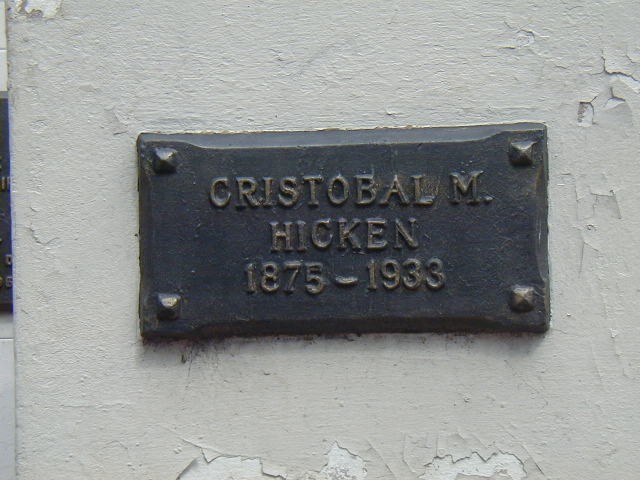 CRISTOBAL M.
HICKEN
1875-1933